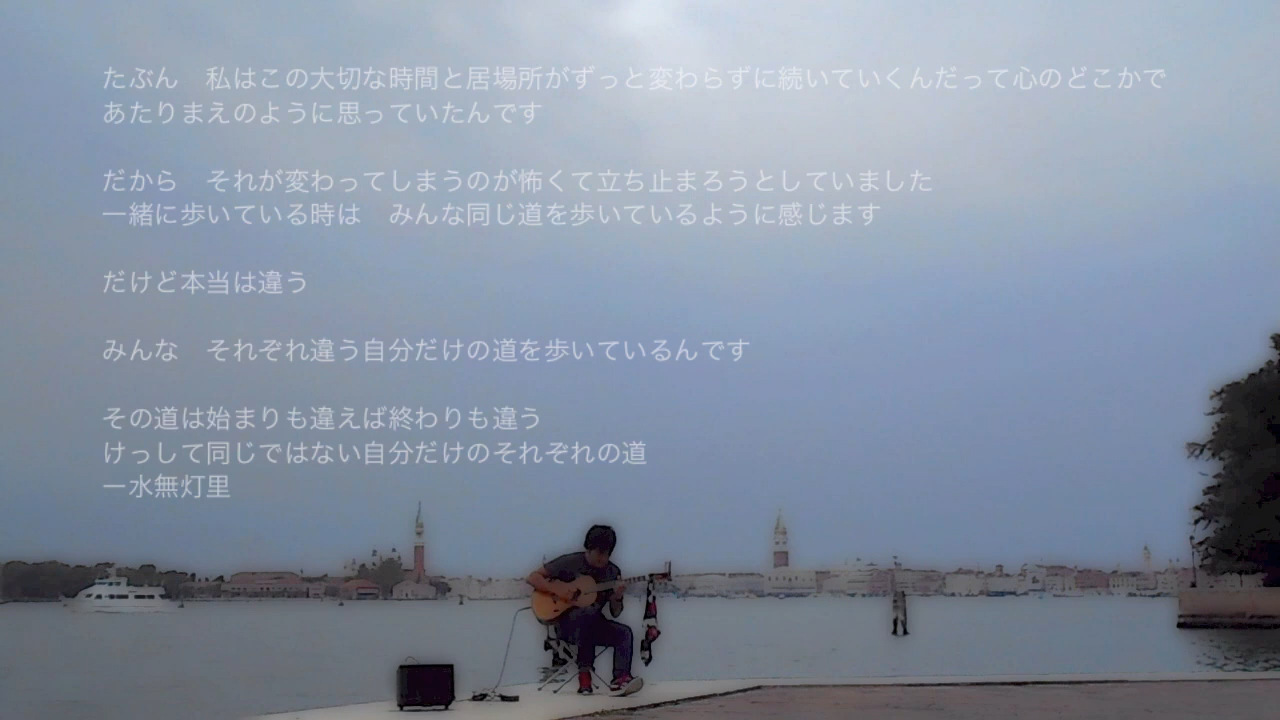 たぶん　私はこの大切な時間と居場所がずっと変わらずに続いていくんだって心のどこかで
あたりまえのように思っていたんです
だから　それが変わってしまうのが怖くて立ち止まろうとしていました
一緒に歩いている時は　みんな同じ道を歩いているように感じます
だけど本当は違う
みんな　それぞれ違う自分だけの道を歩いているんです
その道は始まりも違えば終わりも違う
けっして同じではない自分だけのそれぞれの道
ー水無灯里